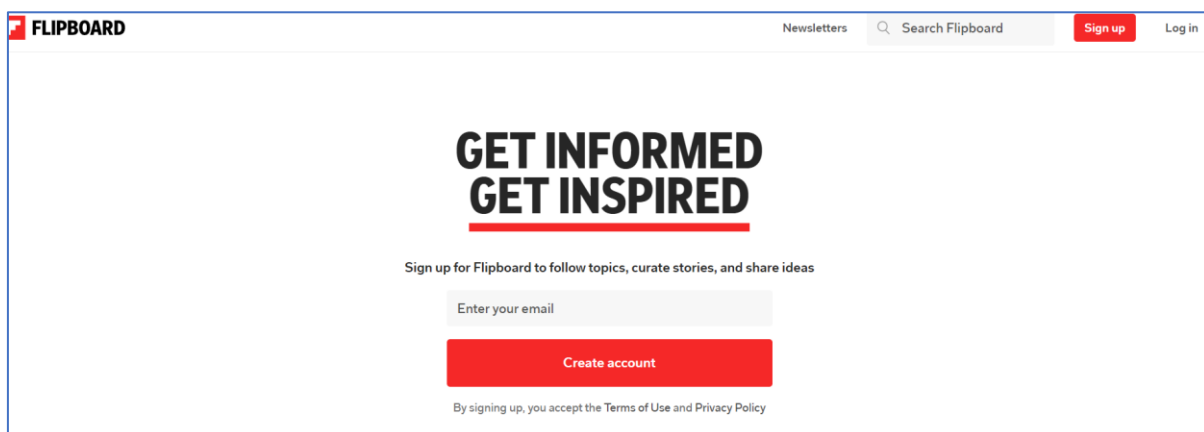 FLIPBOARD
Newsletters
Search Flipboard
Sign up
Log in
GET INFORMED
GET INSPIRED
Sign up for Flipboard to follow topics, curate stories, and share ideas
Enter your email
Create account
By signing up, you accept the Terms of Use and Privacy Policy